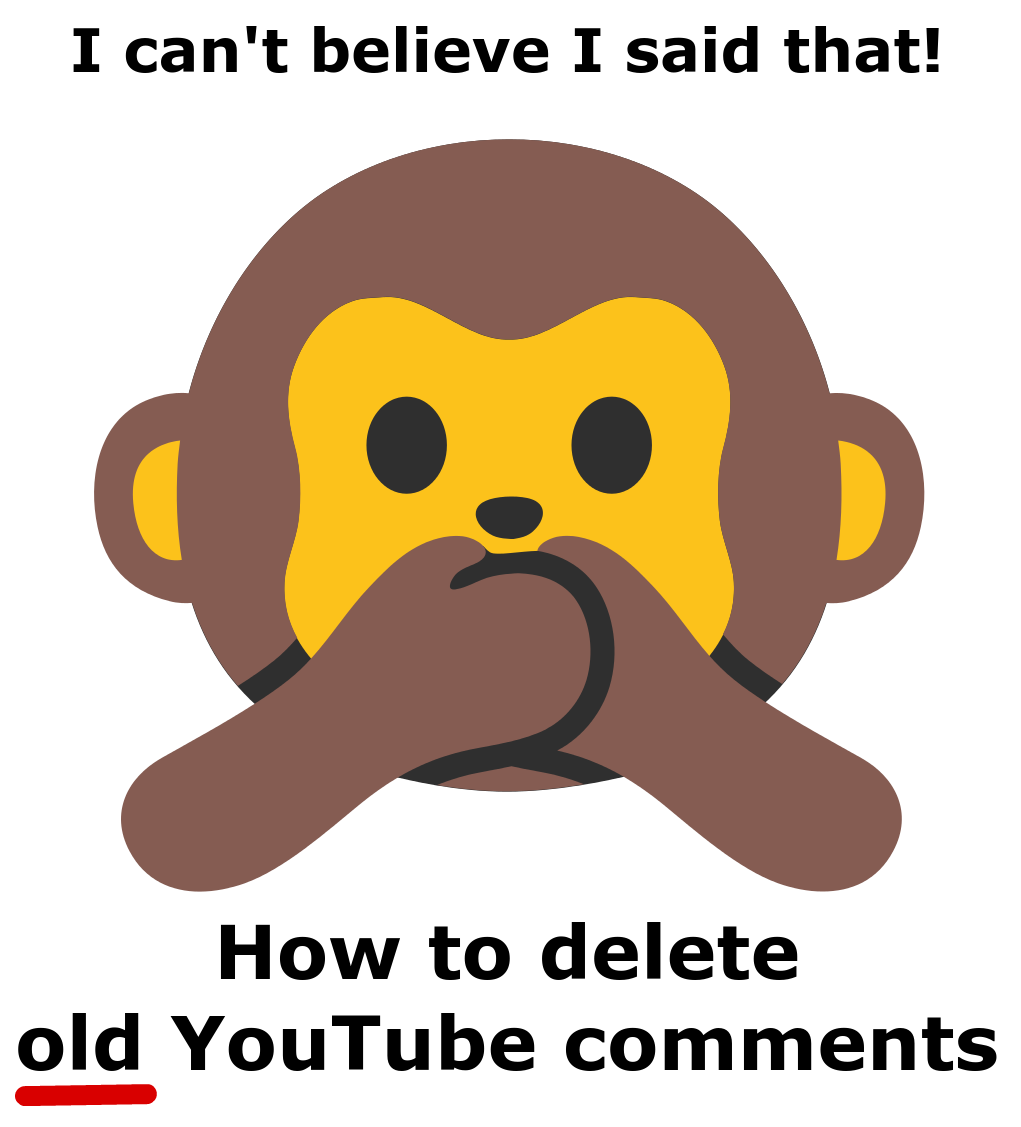 I can't believe I said that!
How to delete
old YouTube comments